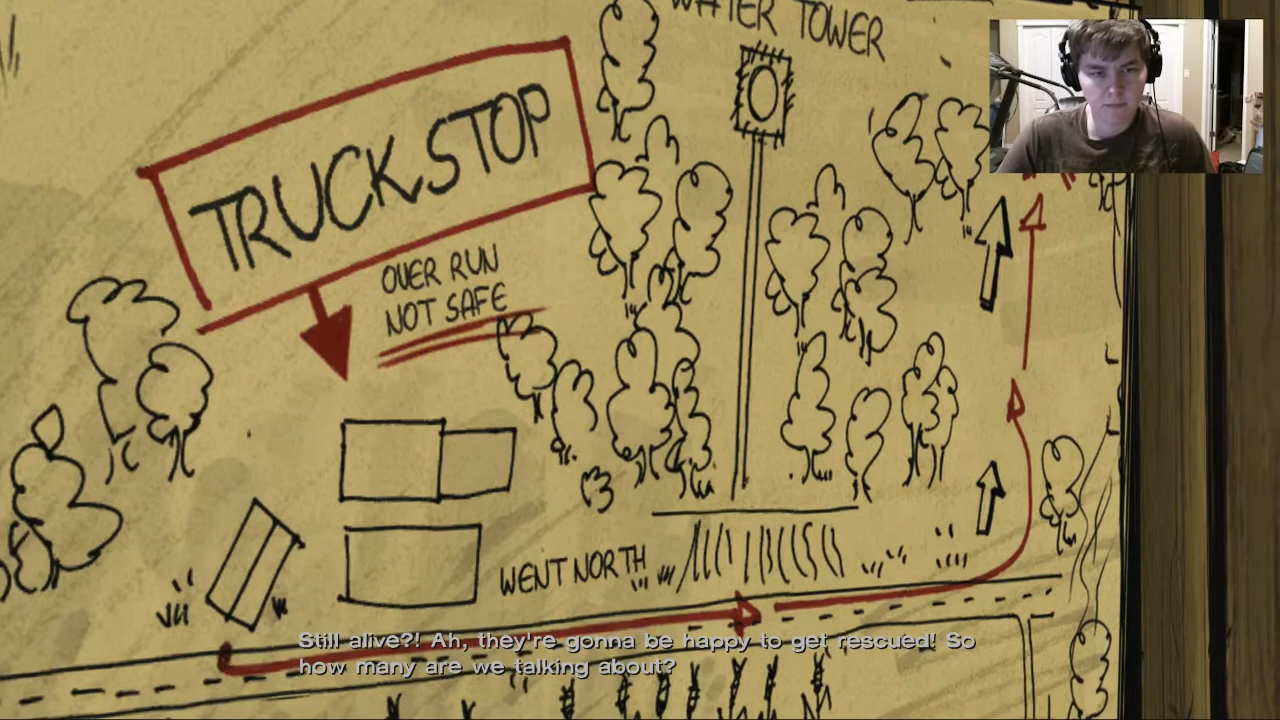 WATER TOWER
TRUCK STOP
OVER RUN
NOT SAFE
WENT NORTH
Still alive?! Ah, they're gonna be happy to get rescued! So
how many are we talking about?